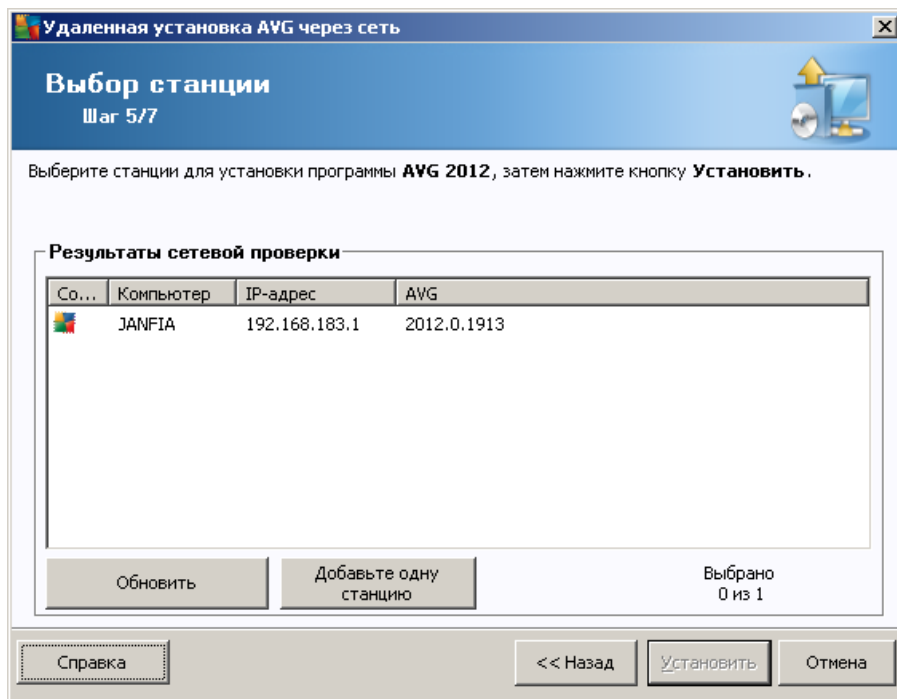 Удаленная установка AVG через сеть
Выбор станции
Шаг 5/7
Выберите станции для установки программы AVG 2012, затем нажмите кнопку Установить.
Результаты сетевой проверки
Со... Компьютер IP-адрес AVG
JANFIA 192.168.183.1 2012.0.1913
Обновить
Добавьте одну
станцию
Выбрано
0 из 1
Справка
<< Назад
Установить
Отмена